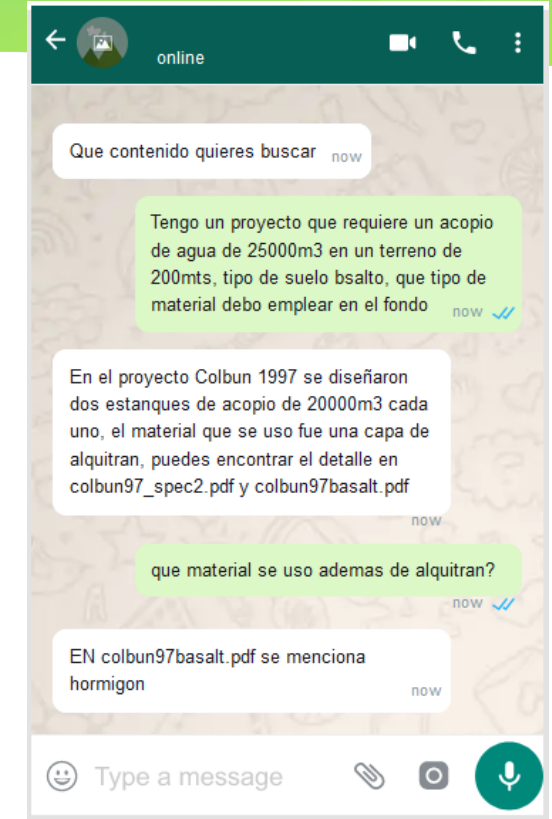 online
Que contenido quieres buscar now
Tengo un proyecto que requiere un acopio
de agua de 25000m3 en un terreno de
200mts, tipo de suelo bsalto, que tipo de
material debo emplear en el fondo now
En el proyecto Colbun 1997 se diseñaron
dos estanques de acopio de 20000m3 cada
uno, el material que se uso fue una capa de
alquitran, puedes encontrar el detalle en
colbun97_spec2.pdf y colbun97basalt.pdf
now
que material se uso ademas de alquitran?
now
EN colbun97basalt.pdf se menciona
hormigon now
Type a message